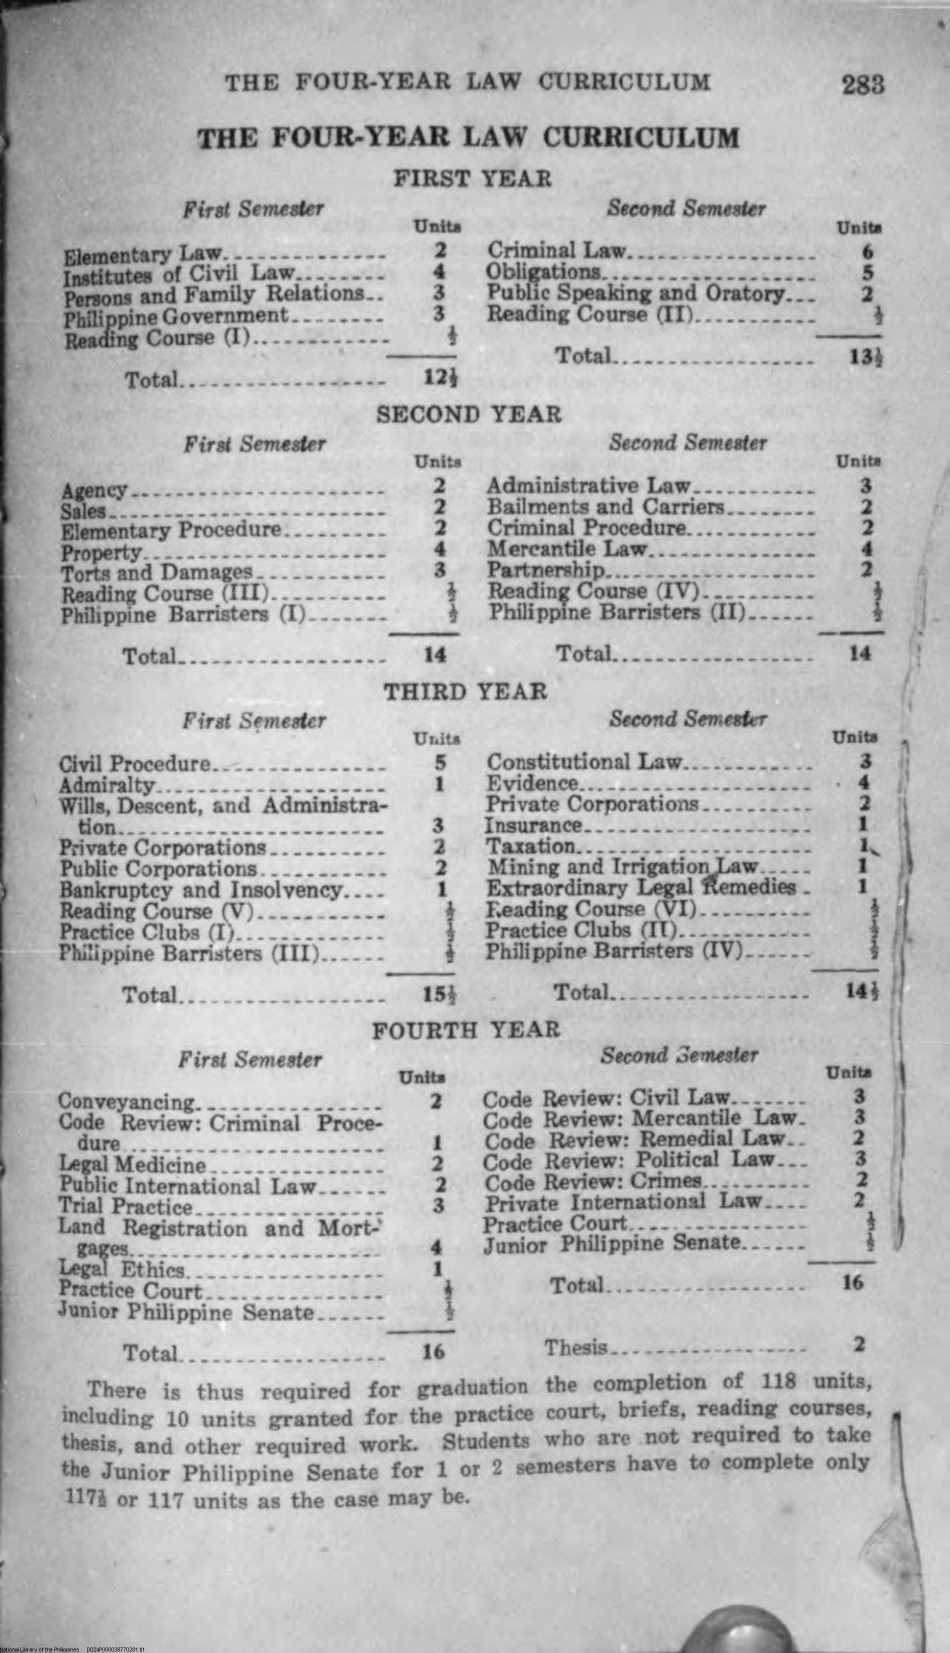 THE FOUR-YEAR LAW CURRICULUM 283
THE FOUR-YEAR LAW CURRICULUM
FIRST YEAR
First Semester
Units
Elementary Law 2
Institutes of Civil Law 4
Persons and Family Relations 3
Philippine Government 3
Reading Course (I) ½
Total 12½
Second Semester
Units
Criminal Law 6
Obligations 5
Public Speaking and Oratory 2
Reading Course (II) ½
Total 13½
SECOND YEAR
First Semester
Units
Agency 2
Sales 2
Elementary Procedure 2
Property 4
Torts and Damages 3
Reading Course (III) ½
Philippine Barristers (I) ½
Total 14
Second Semester
Units
Administrative Law 3
Bailments and Carriers 2
Criminal Procedure 2
Mercantile Law 4
Partnership 2
Reading Course (IV) ½
Philippine Barristers (II) ½
Total 14
THIRD YEAR
First Semester
Units
Civil Procedure 5
Admiralty 1
Wills, Descent, and Administra-
tion 3
Private Corporations 2
Public Corporations 2
Bankruptcy and Insolvency 1
Reading Course (V) ½
Practice Clubs (I) ½
Philippine Barristers (III) ½
Total 15½
Second Semester
Units
Constitutional Law 3
Evidence 4
Private Corporations 2
Insurance 1
Taxation 1
Mining and Irrigation Law 1
Extraordinary Legal Remedies 1
Reading Course (VI) ½
Practice Clubs (II) ½
Philippine Barristers (IV) ½
Total 14½
FOURTH YEAR
First Semester
Units
Conveyancing 2
Code Review: Criminal Proce-
dure 1
Legal Medicine 2
Public International Law 2
Trial Practice 3
Land Registration and Mort-
gages 4
Legal Ethics 1
Practice Court ½
Junior Philippine Senate ½
Total 16
Second Semester
Units
Code Review: Civil Law 3
Code Review: Mercantile Law 3
Code Review: Remedial Law 2
Code Review: Political Law 3
Code Review: Crimes 2
Private International Law 2
Practice Court ½
Junior Philippine Senate ½
Total 16
Thesis 2
There is thus required for graduation the completion of 118 units,
including 10 units granted for the practice court, briefs, reading courses,
thesis, and other required work. Students who are not required to take
the Junior Philippine Senate for 1 or 2 semesters have to complete only
117½ or 117 units as the case may be.
National Library of the Philippines